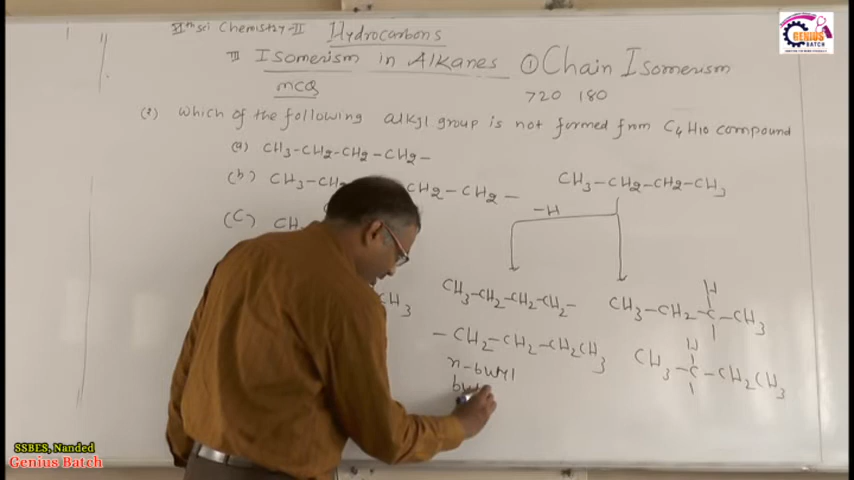 XIth sci Chemistry-II Hydrocarbons
III Isomerism in Alkanes ① Chain Isomerism
MCQ
720 180
(2) Which of the following alkyl group is not formed from C4H10 compound
(a) CH3-CH2-CH2-CH2-
(b) CH3-CH2 CH2-CH2-
CH3-CH2-CH2-CH3
(C) CH
-H
CH3
CH3-CH2-CH2-CH2-
H
CH3-CH2-C-CH3
-CH2-CH2-CH2CH3
H
CH3-C-CH2CH3
n-butyl
but
GENIUS
BATCH
SSBES, Nanded
Genius Batch